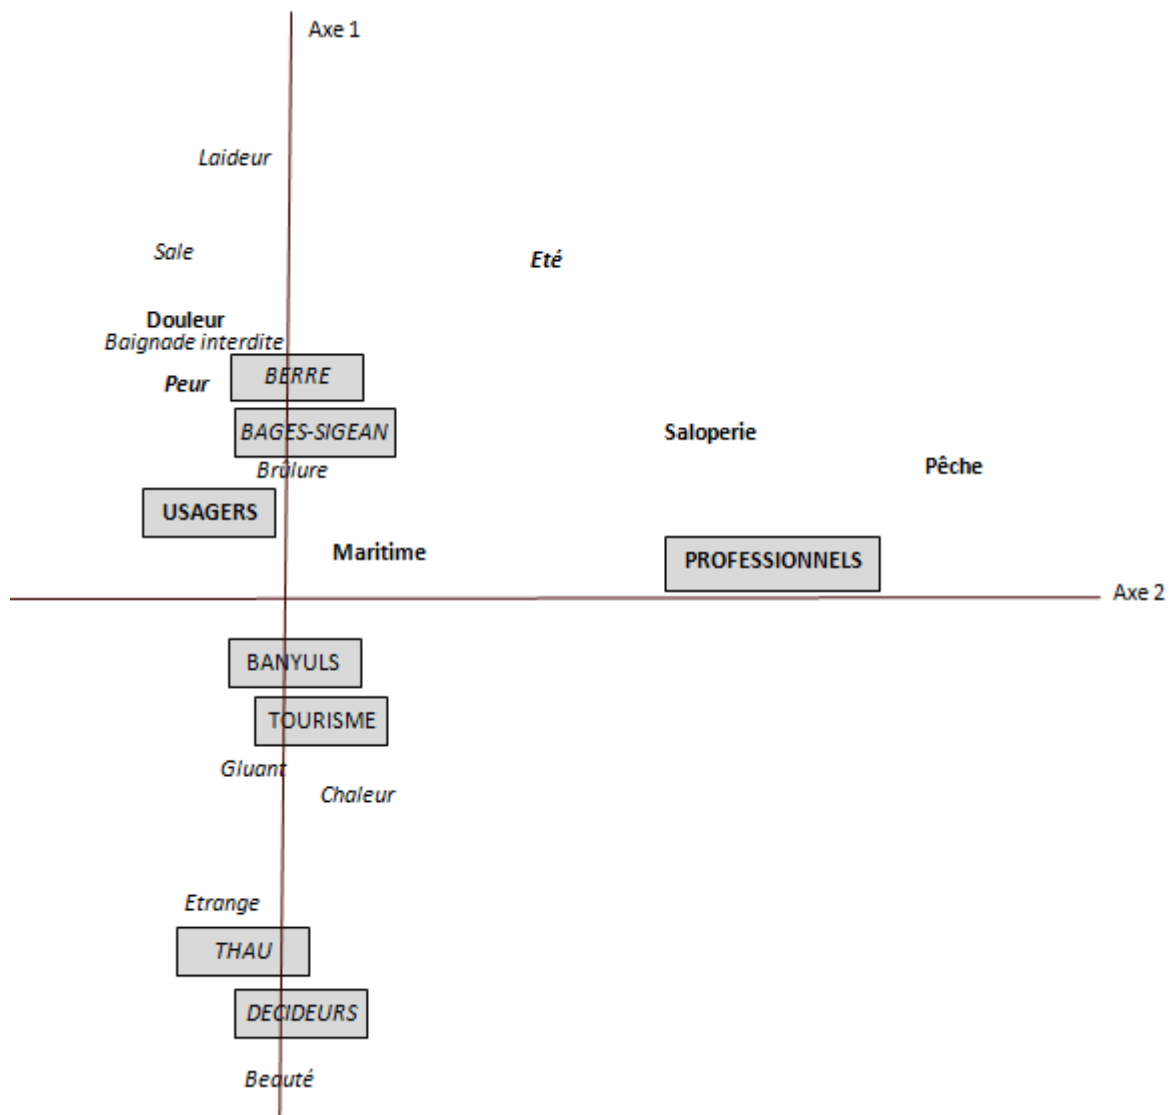 Axe 1
Laideur
Sale
Eté
Douleur
Baignade interdite
BERRE
Peur
BAGES-SIGEAN
Saloperie
Brûlure
Pêche
USAGERS
Maritime
PROFESSIONNELS
Axe 2
BANYULS
TOURISME
Gluant
Chaleur
Etrange
THAU
DECIDEURS
Beauté